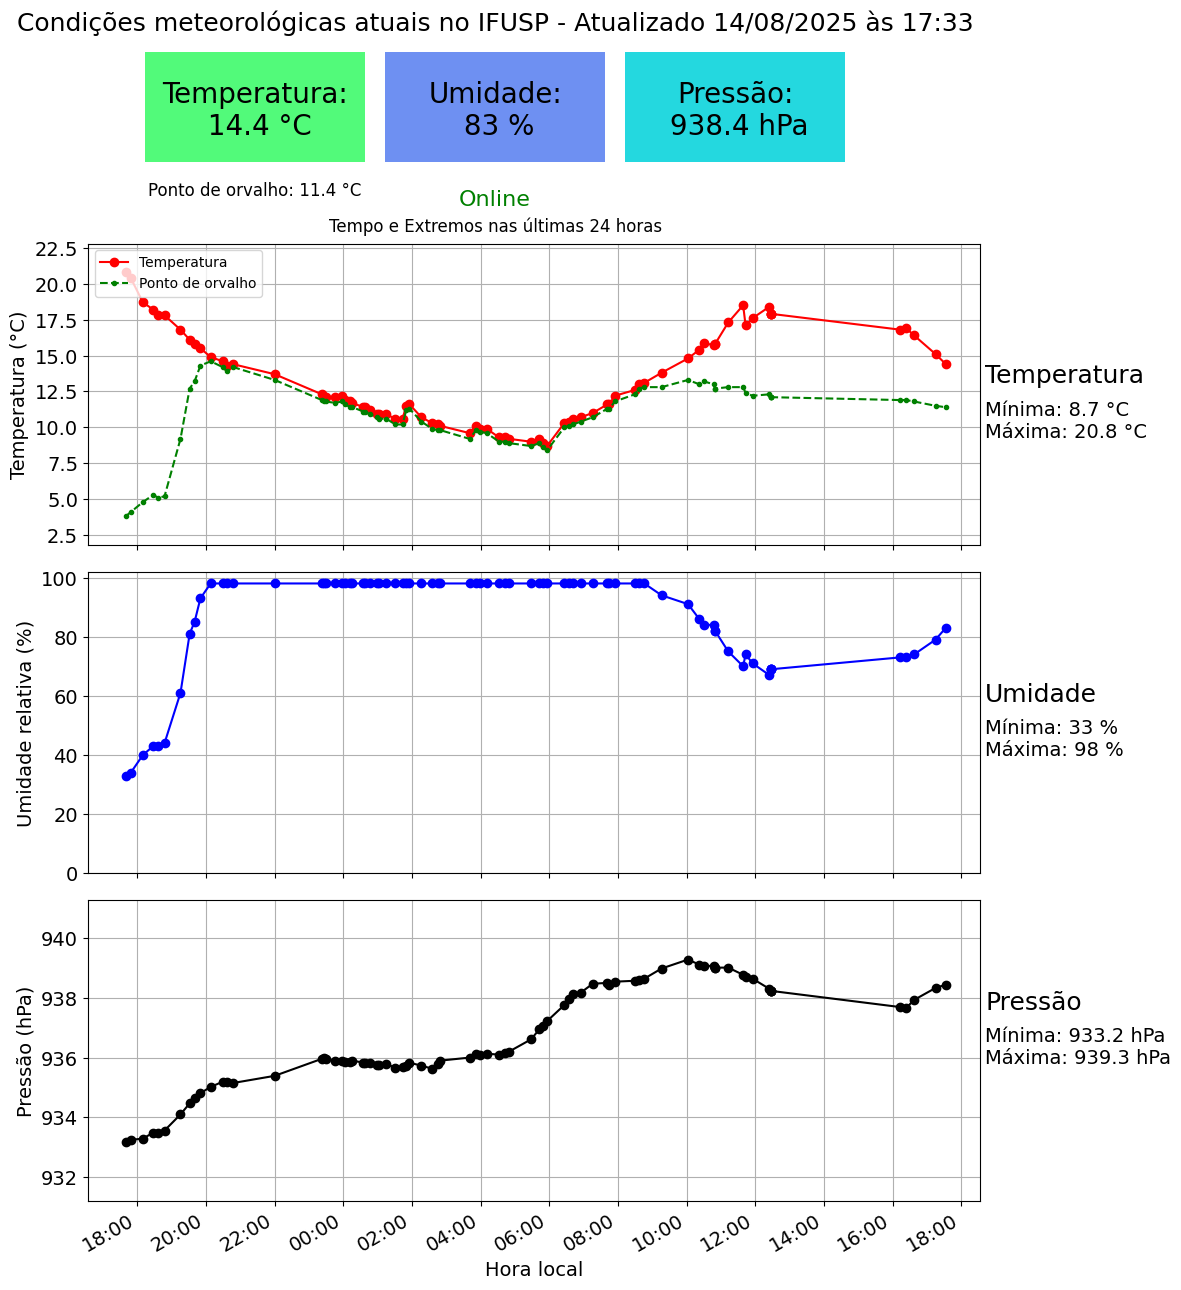 Condições meteorológicas atuais no IFUSP - Atualizado 14/08/2025 às 17:33
Temperatura:
14.4 °C
Umidade:
83 %
Pressão:
938.4 hPa
Ponto de orvalho: 11.4 °C
Online
Tempo e Extremos nas últimas 24 horas
Temperatura (°C)
22.5
20.0
17.5
15.0
12.5
10.0
7.5
5.0
2.5
Temperatura
Ponto de orvalho
Temperatura
Mínima: 8.7 °C
Máxima: 20.8 °C
Umidade relativa (%)
100
80
60
40
20
0
Umidade
Mínima: 33 %
Máxima: 98 %
Pressão (hPa)
940
938
936
934
932
Pressão
Mínima: 933.2 hPa
Máxima: 939.3 hPa
18:00 20:00 22:00 00:00 02:00 04:00 06:00 08:00 10:00 12:00 14:00 16:00 18:00
Hora local